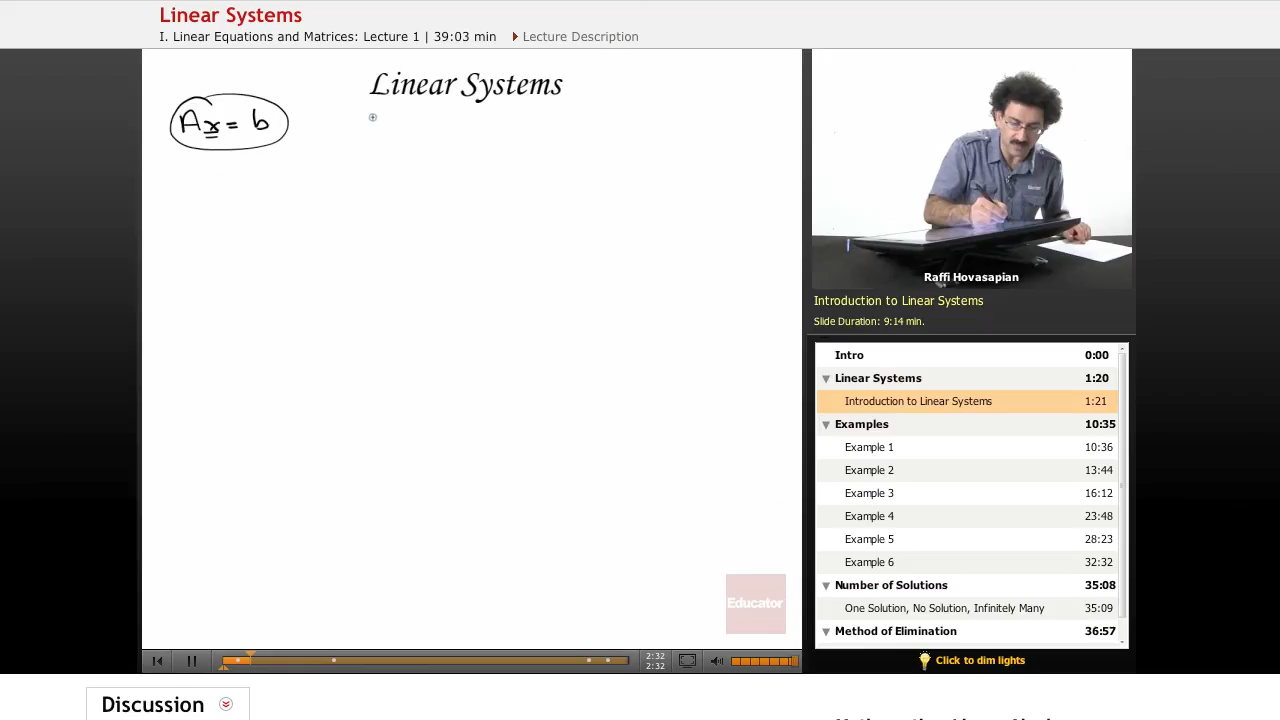 Linear Systems
I. Linear Equations and Matrices: Lecture 1 | 39:03 min
Lecture Description
Linear Systems
Ax = b
Raffi Hovasapian
Introduction to Linear Systems
Slide Duration: 9:14 min.
Intro 0:00
Linear Systems 1:20
Introduction to Linear Systems 1:21
Examples 10:35
Example 1 10:36
Example 2 13:44
Example 3 16:12
Example 4 23:48
Example 5 28:23
Example 6 32:32
Number of Solutions 35:08
One Solution, No Solution, Infinitely Many 35:09
Method of Elimination 36:57
Educator
2:32
2:32
Click to dim lights
Discussion